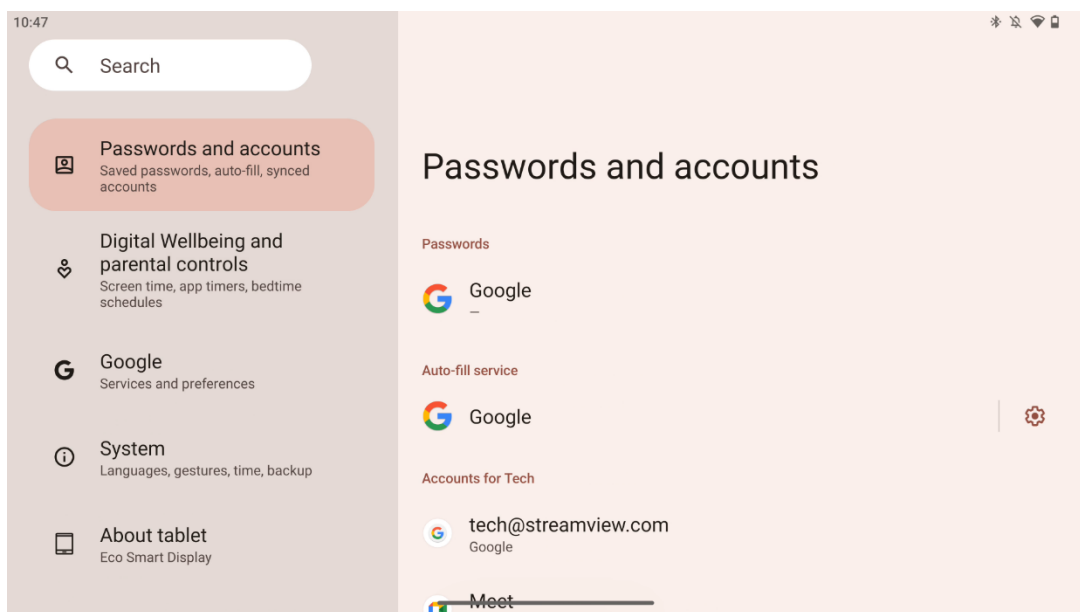 10:47
Search
Passwords and accounts
Saved passwords, auto-fill, synced
accounts
Digital Wellbeing and
parental controls
Screen time, app timers, bedtime
schedules
Google
Services and preferences
System
Languages, gestures, time, backup
About tablet
Eco Smart Display
Passwords and accounts
Passwords
Google
–
Auto-fill service
Google
Accounts for Tech
tech@streamview.com
Google
Meet